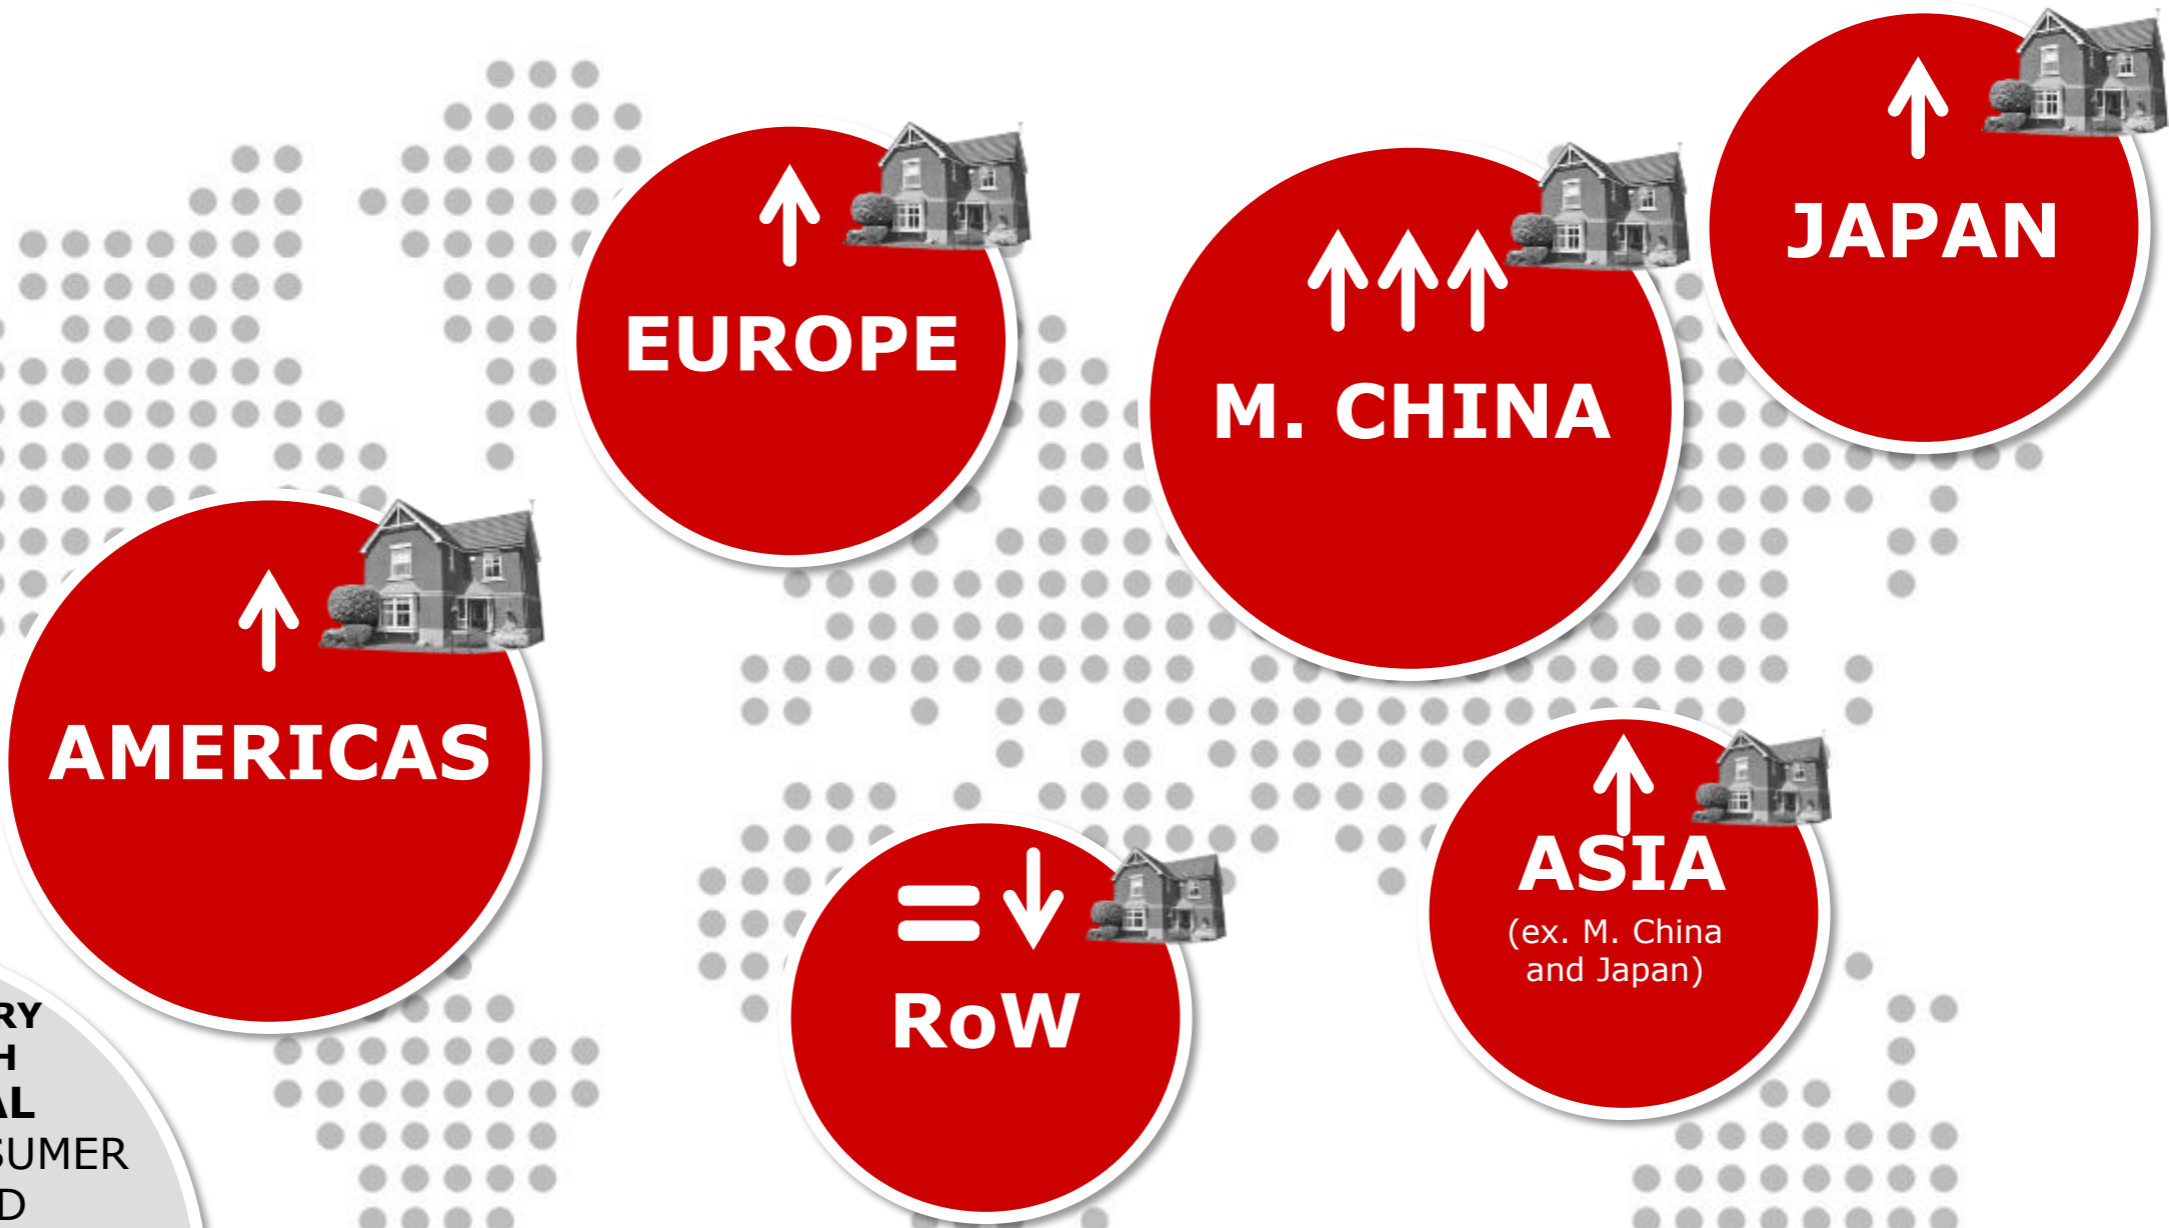 JAPAN
EUROPE
M. CHINA
AMERICAS
ASIA
(ex. M. China
and Japan)
RoW